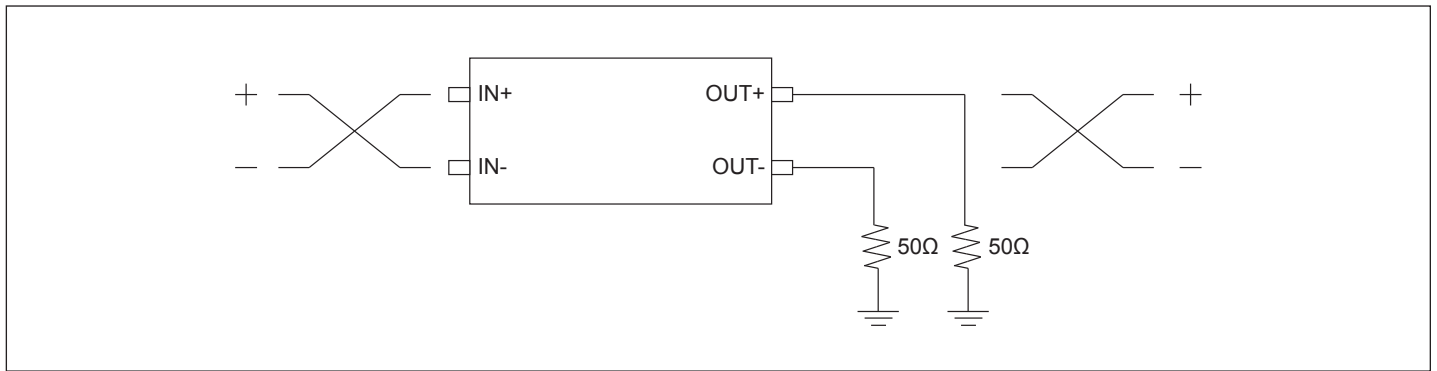 + IN+ OUT+ +
− IN- OUT- −
50Ω 50Ω